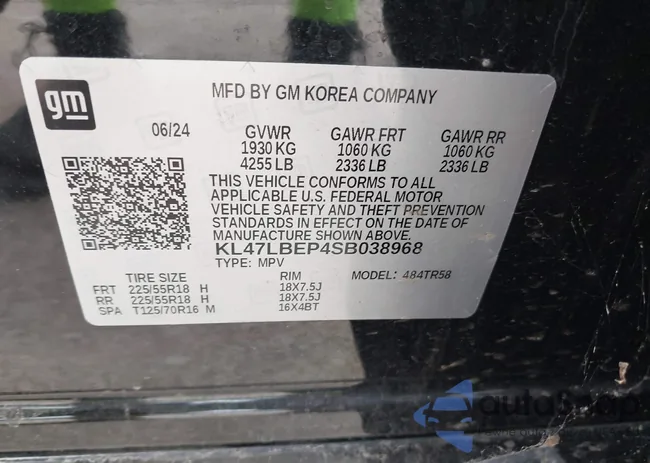 gm
MFD BY GM KOREA COMPANY
06/24 GVWR GAWR FRT GAWR RR
1930 KG 1060 KG 1060 KG
4255 LB 2336 LB 2336 LB
THIS VEHICLE CONFORMS TO ALL
APPLICABLE U.S. FEDERAL MOTOR
VEHICLE SAFETY AND THEFT PREVENTION
STANDARDS IN EFFECT ON THE DATE OF
MANUFACTURE SHOWN ABOVE.
KL47LBEP4SB038968
TYPE: MPV MODEL: 484TR58
TIRE SIZE RIM
FRT 225/55R18 H 18X7.5J
RR 225/55R18 H 18X7.5J
SPA T125/70R16 M 16X4BT